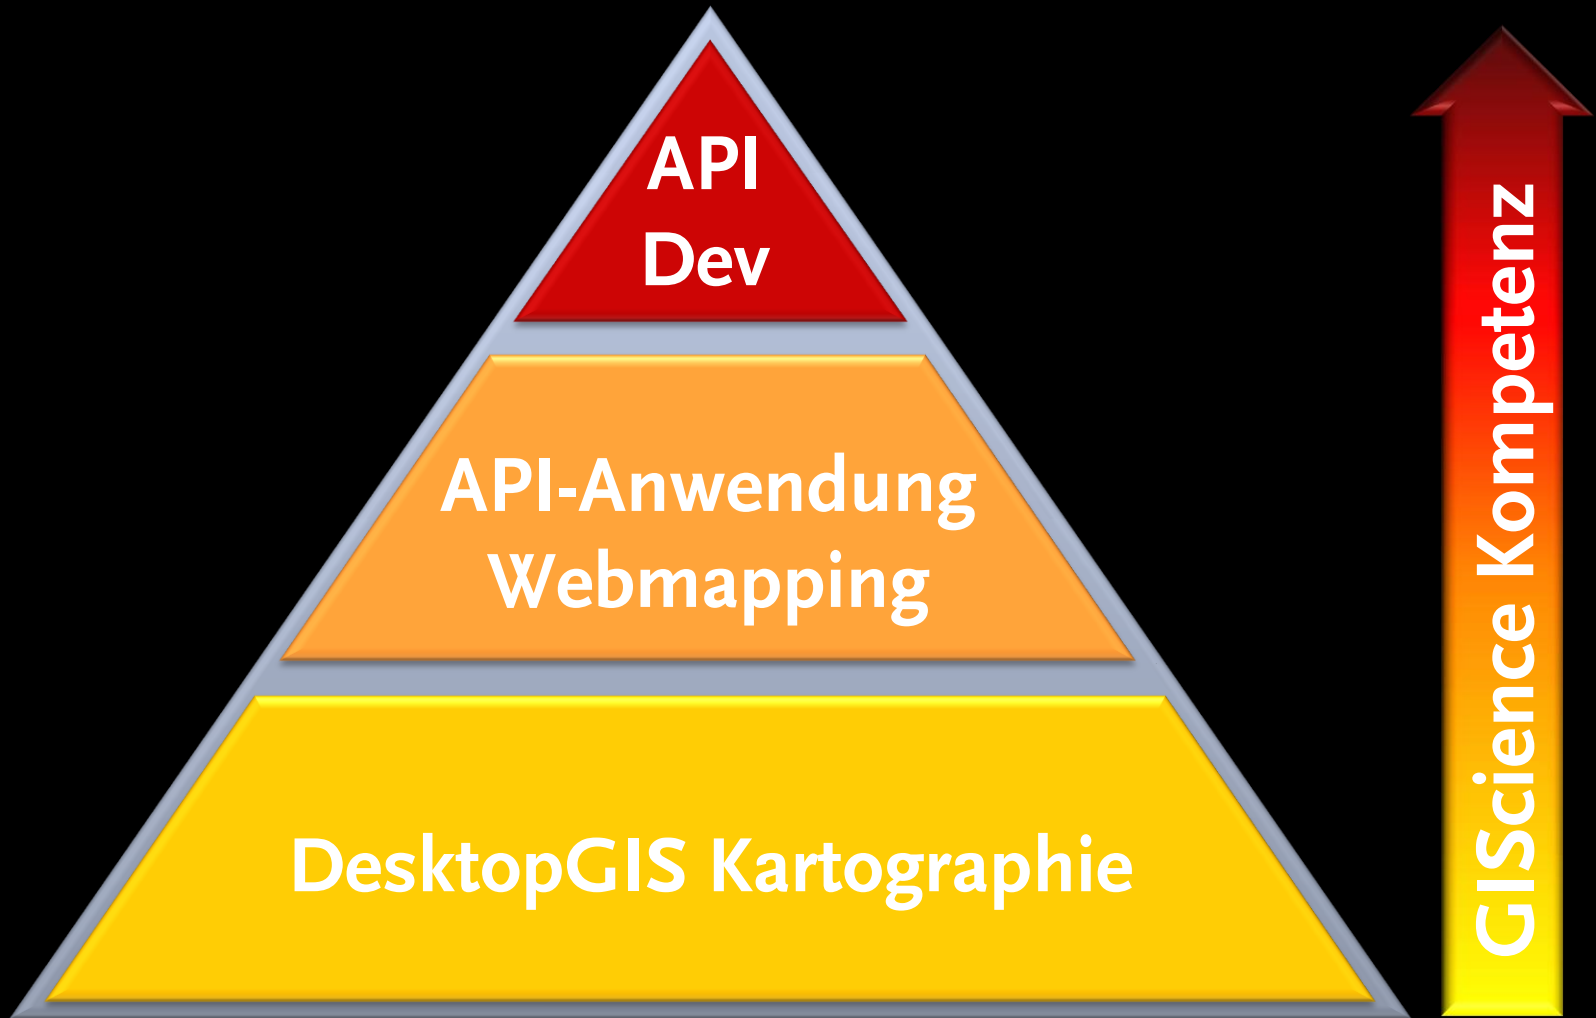 API
Dev
API-Anwendung
Webmapping
DesktopGIS Kartographie
GIScience Kompetenz